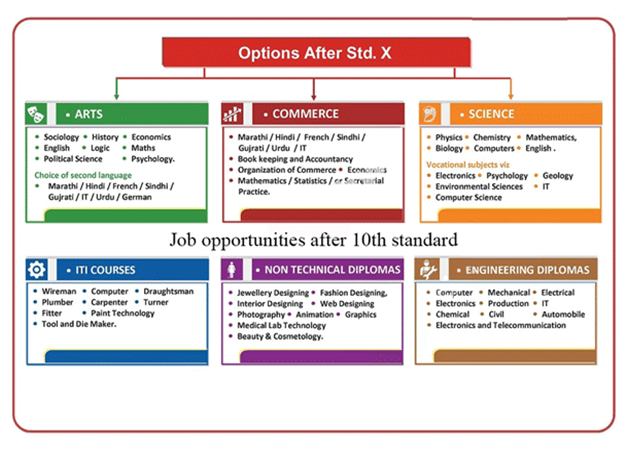 Options After Std. X
ARTS
• Sociology • History • Economics
• English • Logic • Maths
• Political Science • Psychology.
Choice of second language
• Marathi / Hindi / French / Sindhi /
Gujrati / IT / Urdu / German
COMMERCE
• Marathi / Hindi / French / Sindhi /
Gujrati / Urdu / IT
• Book keeping and Accountancy
• Organization of Commerce • Economics
• Mathematics / Statistics / or Secretarial
Practice.
SCIENCE
• Physics • Chemistry • Mathematics,
• Biology • Computers • English .
Vocational subjects viz
• Electronics • Psychology • Geology
• Environmental Sciences • IT
• Computer Science
Job opportunities after 10th standard
• ITI COURSES
• Wireman • Computer • Draughtsman
• Plumber • Carpenter • Turner
• Fitter • Paint Technology
• Tool and Die Maker.
• NON TECHNICAL DIPLOMAS
• Jewellery Designing • Fashion Designing,
• Interior Designing • Web Designing
• Photography • Animation • Graphics
• Medical Lab Technology
• Beauty & Cosmetology.
• ENGINEERING DIPLOMAS
• Computer • Mechanical • Electrical
• Electronics • Production • IT
• Chemical • Civil • Automobile
• Electronics and Telecommunication